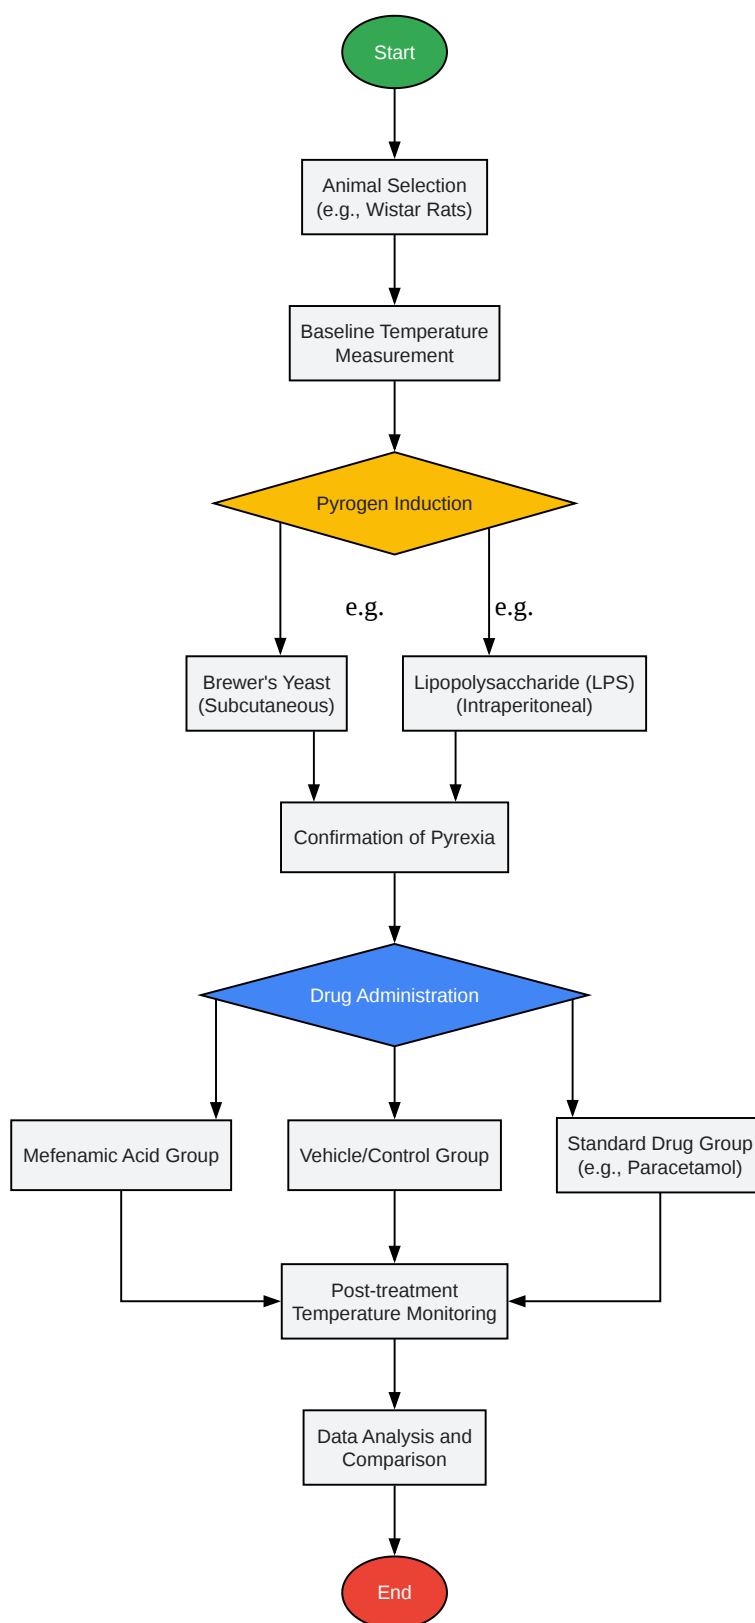 Start
Animal Selection
(e.g., Wistar Rats)
Baseline Temperature
Measurement
Pyrogen Induction
e.g.
e.g.
Brewer's Yeast
(Subcutaneous)
Lipopolysaccharide (LPS)
(Intraperitoneal)
Confirmation of Pyrexia
Drug Administration
Mefenamic Acid Group
Vehicle/Control Group
Standard Drug Group
(e.g., Paracetamol)
Post-treatment
Temperature Monitoring
Data Analysis and
Comparison
End